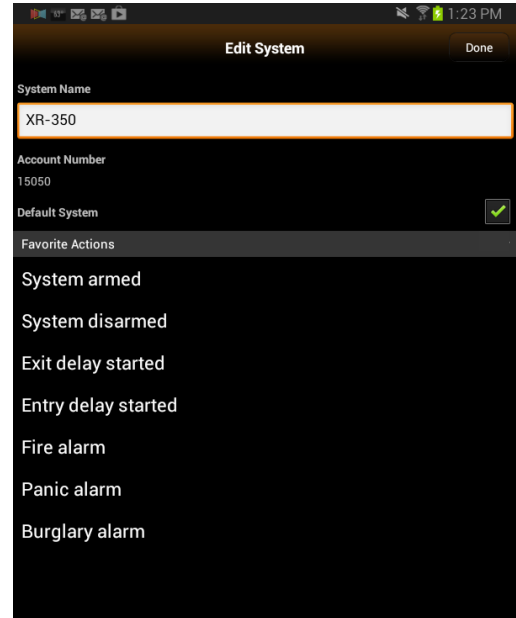 1:23 PM
Edit System
Done
System Name
XR-350
Account Number
15050
Default System
Favorite Actions
System armed
System disarmed
Exit delay started
Entry delay started
Fire alarm
Panic alarm
Burglary alarm